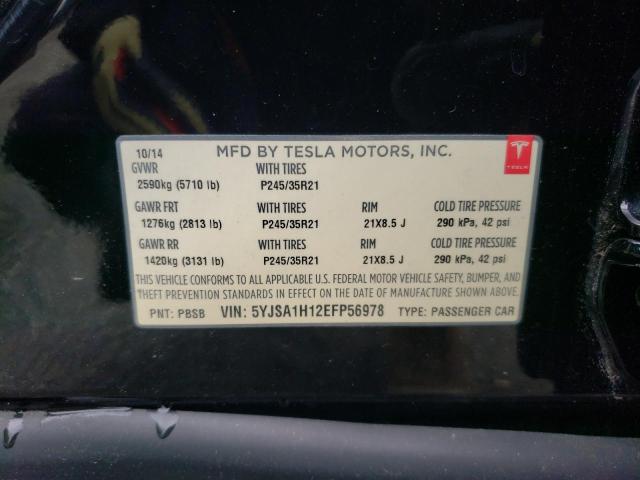 10/14 MFD BY TESLA MOTORS, INC.
TESLA
GVWR WITH TIRES
2590kg (5710 lb) P245/35R21
GAWR FRT WITH TIRES RIM COLD TIRE PRESSURE
1276kg (2813 lb) P245/35R21 21X8.5 J 290 kPa, 42 psi
GAWR RR WITH TIRES RIM COLD TIRE PRESSURE
1420kg (3131 lb) P245/35R21 21X8.5 J 290 kPa, 42 psi
THIS VEHICLE CONFORMS TO ALL APPLICABLE U.S. FEDERAL MOTOR VEHICLE SAFETY, BUMPER, AND
THEFT PREVENTION STANDARDS IN EFFECT ON THE DATE OF MANUFACTURE SHOWN ABOVE.
PNT: PBSB VIN: 5YJSA1H12EFP56978 TYPE: PASSENGER CAR